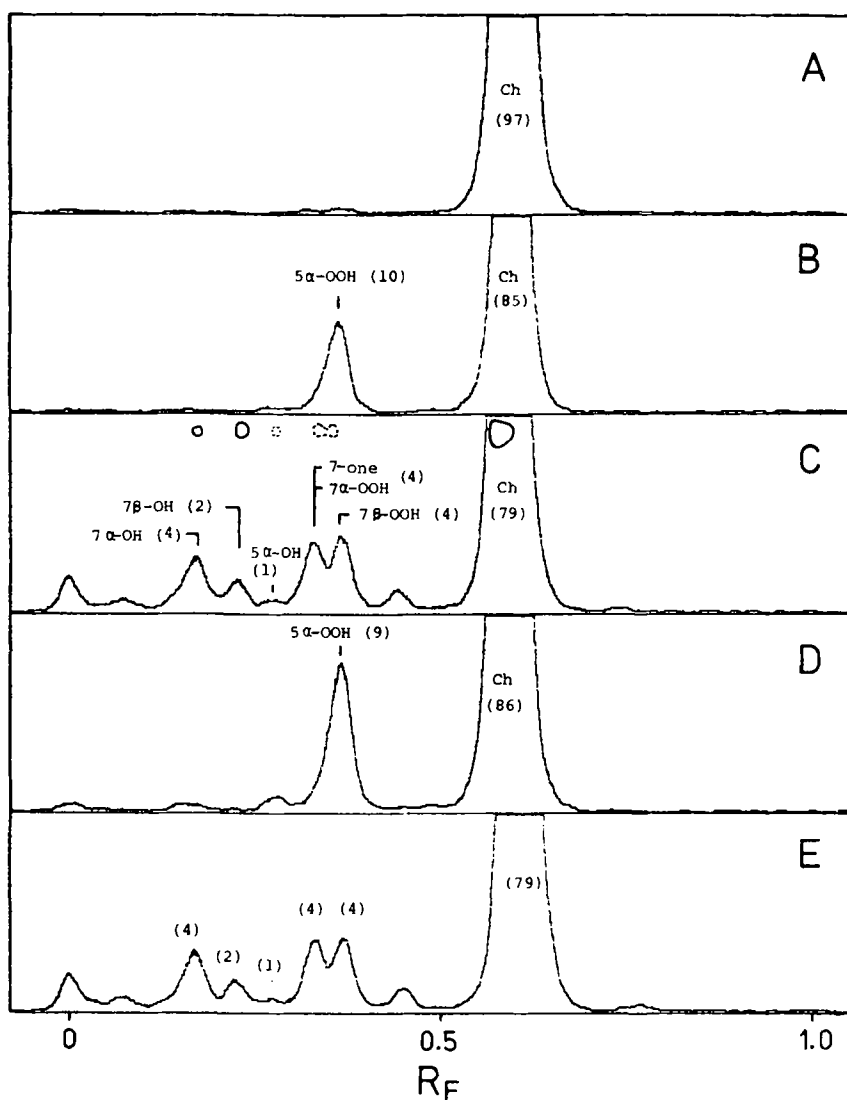 A
Ch
(97)
B
5α-OOH (10)
Ch
(85)
C
7-one
7α-OOH (4)
7β-OH (2)
7β-OOH (4)
7α-OH (4)
5α-OH
(1)
Ch
(79)
D
5α-OOH (9)
Ch
(86)
E
(79)
(4) (4)
(4)
(2)
(1)
0 0.5 1.0
R_F